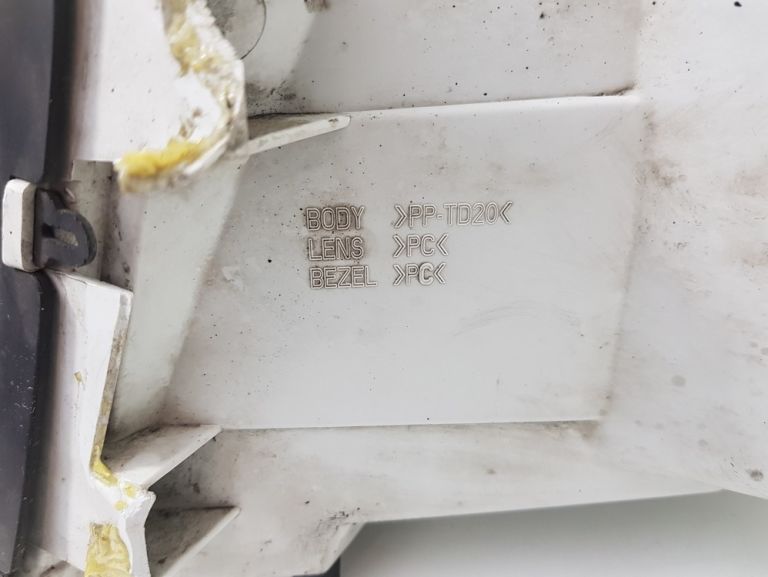 BODY >PP-TD20<
LENS >PC<
BEZEL >PC<